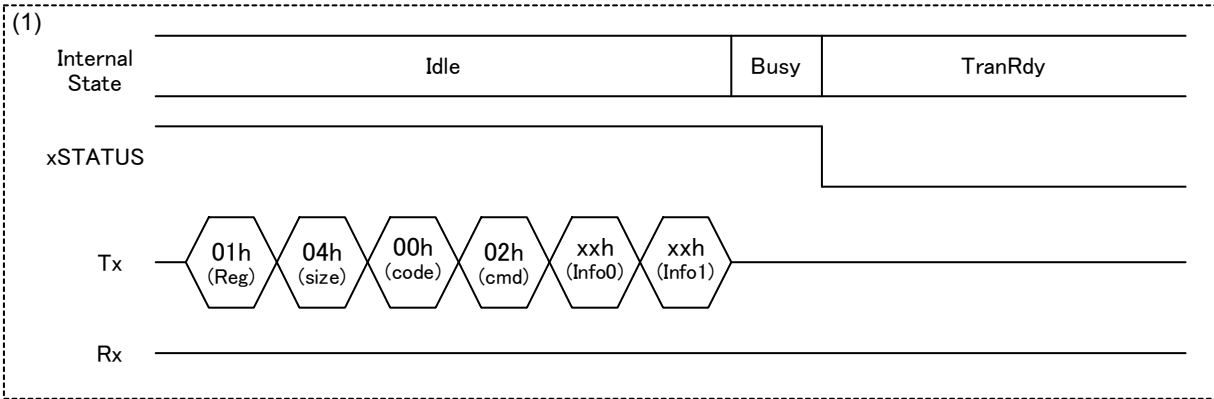 (1)
Internal
State
Idle
Busy
TranRdy
xSTATUS
Tx
01h
(Reg)
04h
(size)
00h
(code)
02h
(cmd)
xxh
(Info0)
xxh
(Info1)
Rx